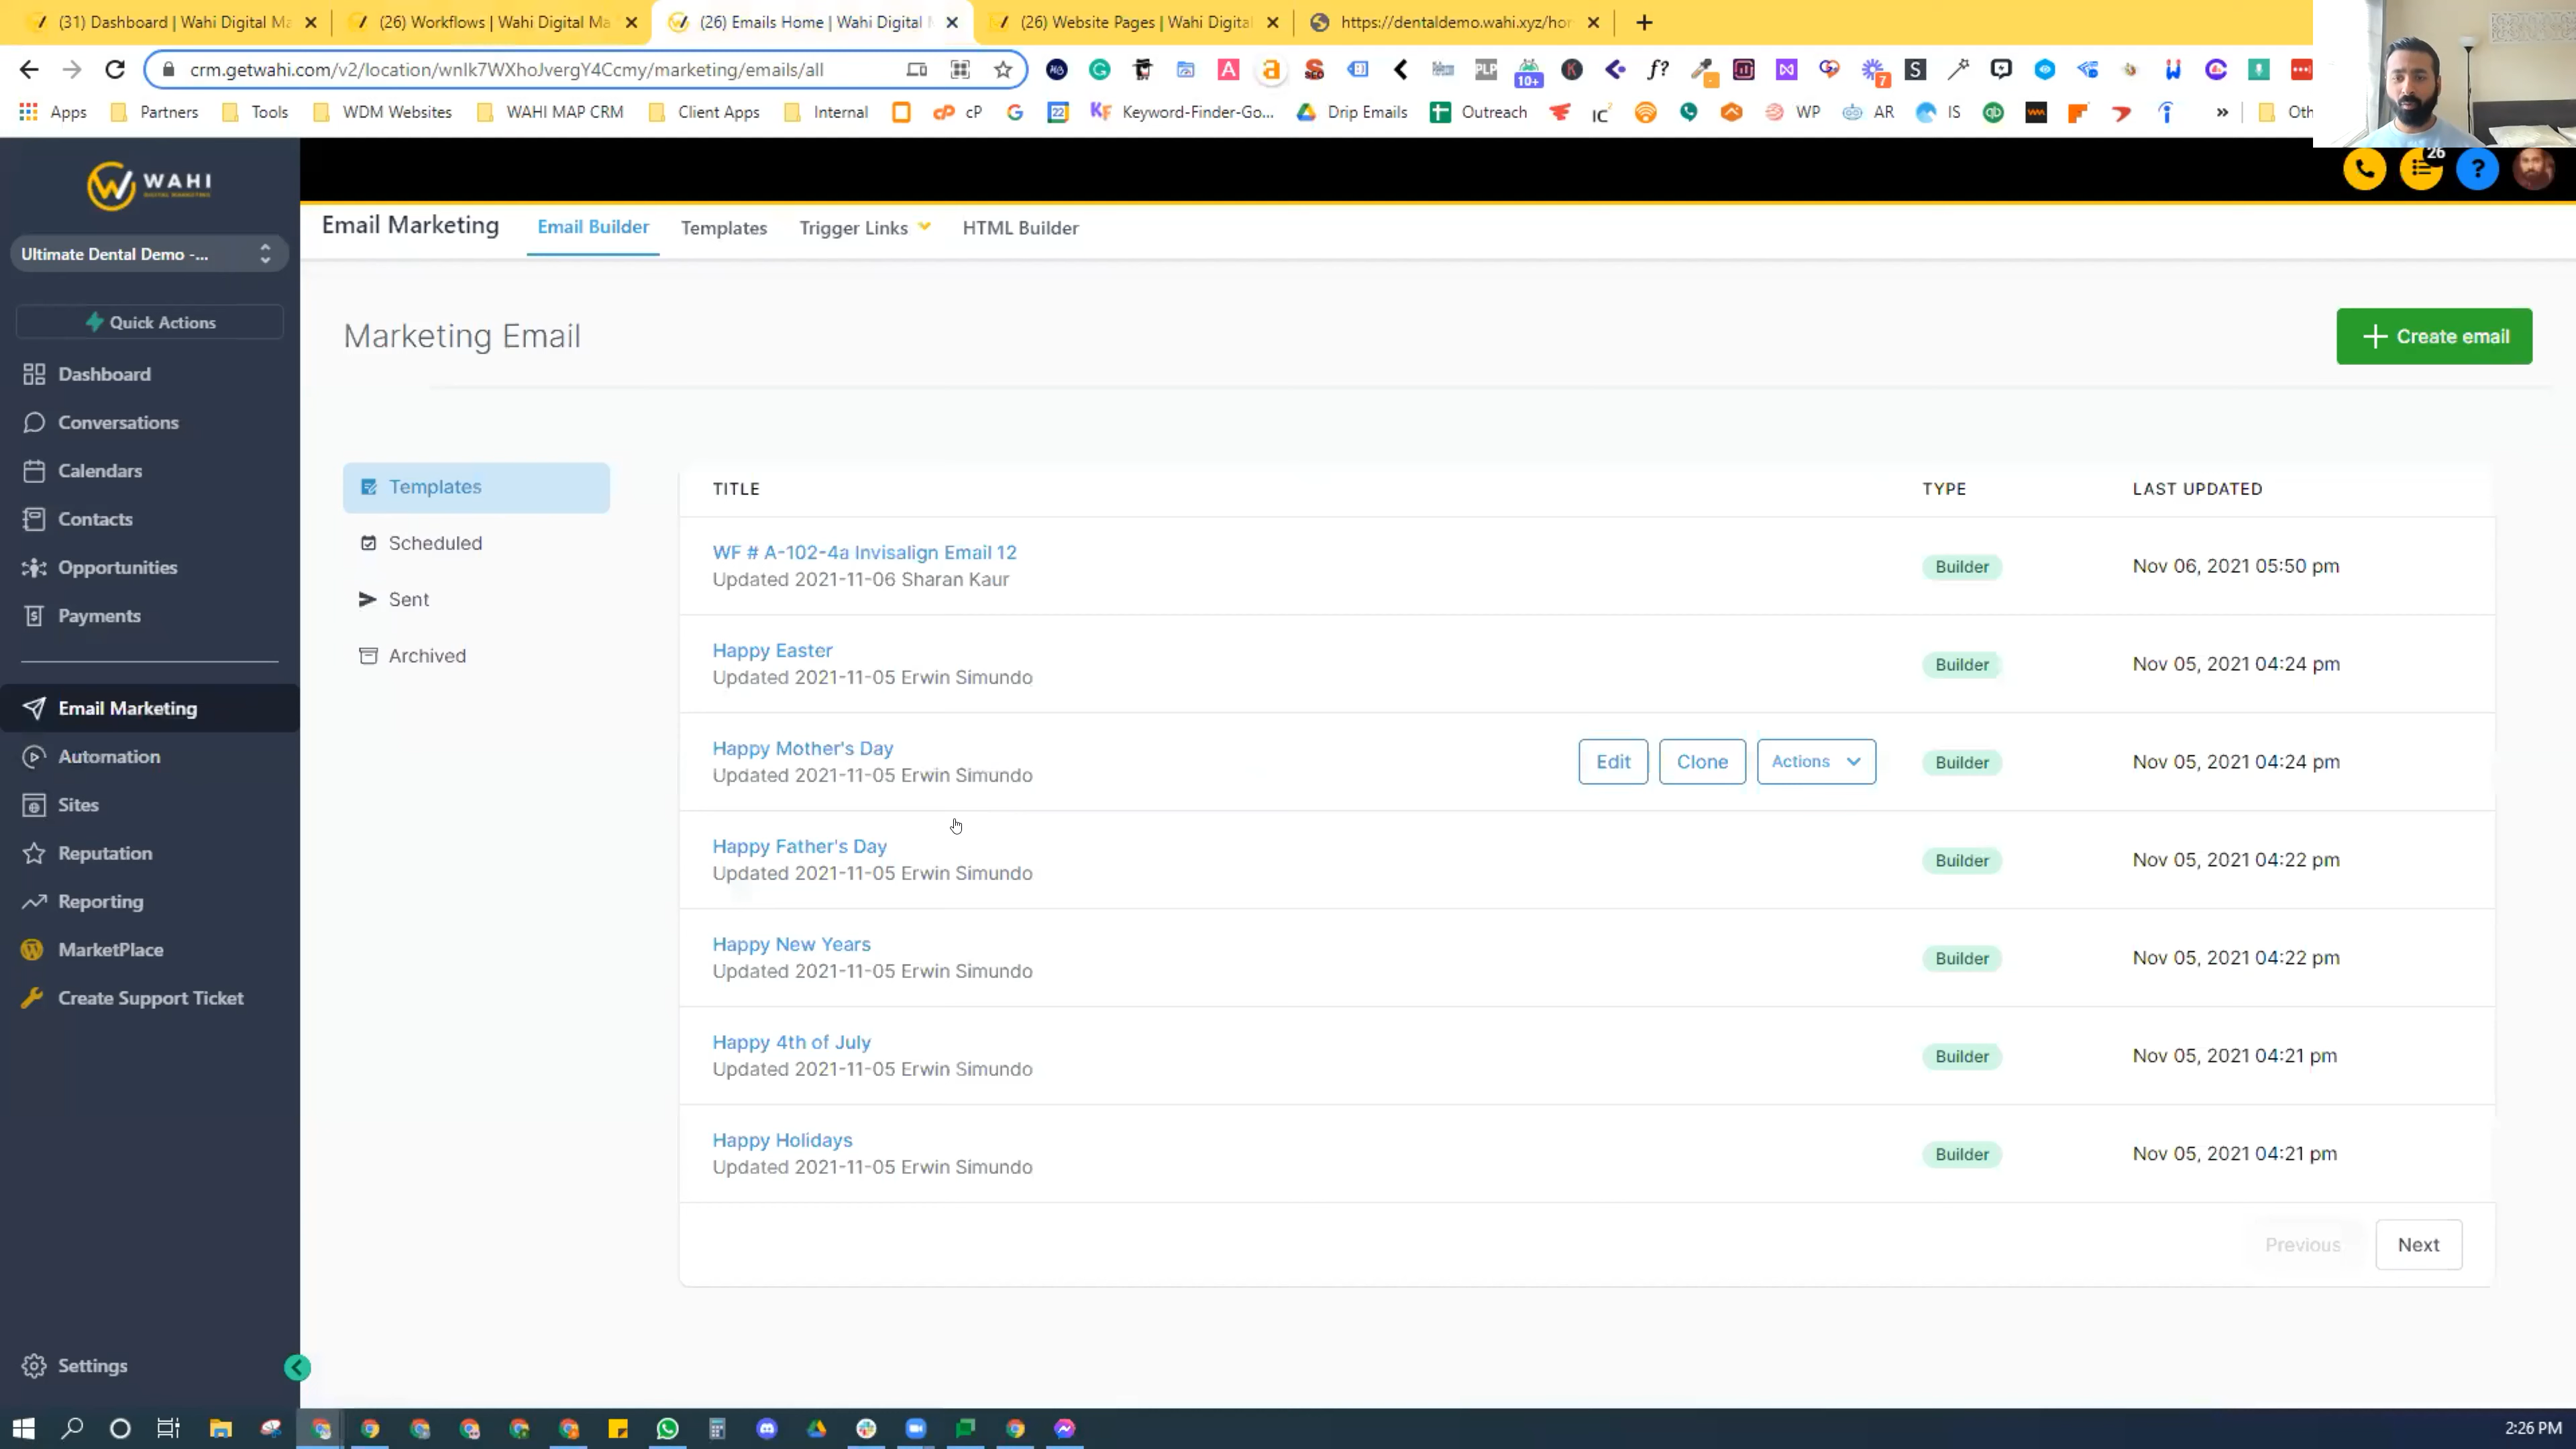 (31) Dashboard | Wahi Digital Ma
(26) Workflows | Wahi Digital Ma
(26) Emails Home | Wahi Digital
(26) Website Pages | Wahi Digital
https://dentaldemo.wahi.xyz/ho
crm.getwahi.com/v2/location/wnlk7WXhoJvergY4Ccmy/marketing/emails/all
PLP
10+
f?
7
Apps
Partners
Tools
WDM Websites
WAHI MAP CRM
Client Apps
Internal
cP
22
Keyword-Finder-Go...
Drip Emails
Outreach
WP
AR
IS
Oth
WAHI
26
Ultimate Dental Demo -...
Quick Actions
Dashboard
Conversations
Calendars
Contacts
Opportunities
Payments
Email Marketing
Automation
Sites
Reputation
Reporting
MarketPlace
Create Support Ticket
Settings
Email Marketing
Email Builder
Templates
Trigger Links
HTML Builder
Marketing Email
Create email
Templates
Scheduled
Sent
Archived
TITLE TYPE LAST UPDATED
WF # A-102-4a Invisalign Email 12
Updated 2021-11-06 Sharan Kaur
Builder
Nov 06, 2021 05:50 pm
Happy Easter
Updated 2021-11-05 Erwin Simundo
Builder
Nov 05, 2021 04:24 pm
Happy Mother's Day
Updated 2021-11-05 Erwin Simundo
Edit
Clone
Actions
Builder
Nov 05, 2021 04:24 pm
Happy Father's Day
Updated 2021-11-05 Erwin Simundo
Builder
Nov 05, 2021 04:22 pm
Happy New Years
Updated 2021-11-05 Erwin Simundo
Builder
Nov 05, 2021 04:22 pm
Happy 4th of July
Updated 2021-11-05 Erwin Simundo
Builder
Nov 05, 2021 04:21 pm
Happy Holidays
Updated 2021-11-05 Erwin Simundo
Builder
Nov 05, 2021 04:21 pm
Previous
Next
2:26 PM